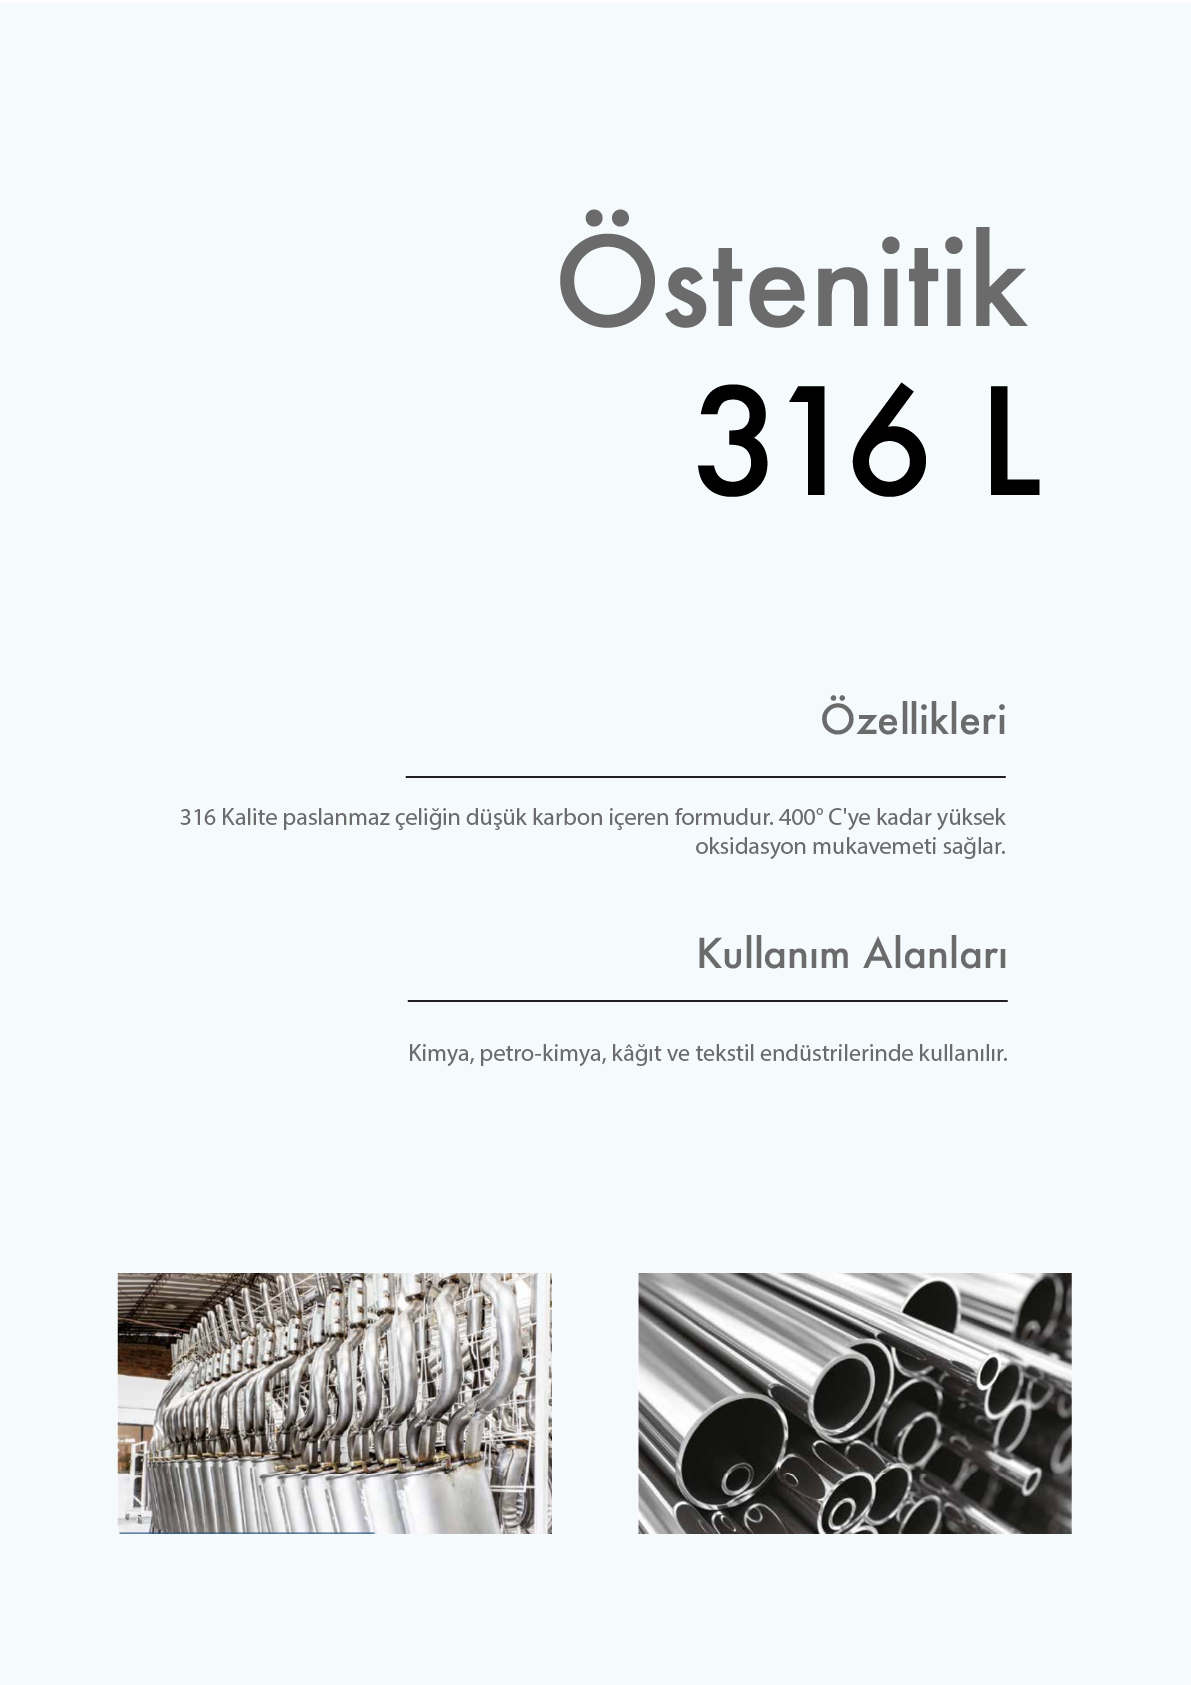 Östenitik
316 L
Özellikleri
316 Kalite paslanmaz çeliğin düşük karbon içeren formudur. 400° C'ye kadar yüksek
oksidasyon mukavemeti sağlar.
Kullanım Alanları
Kimya, petro-kimya, kâğıt ve tekstil endüstrilerinde kullanılır.